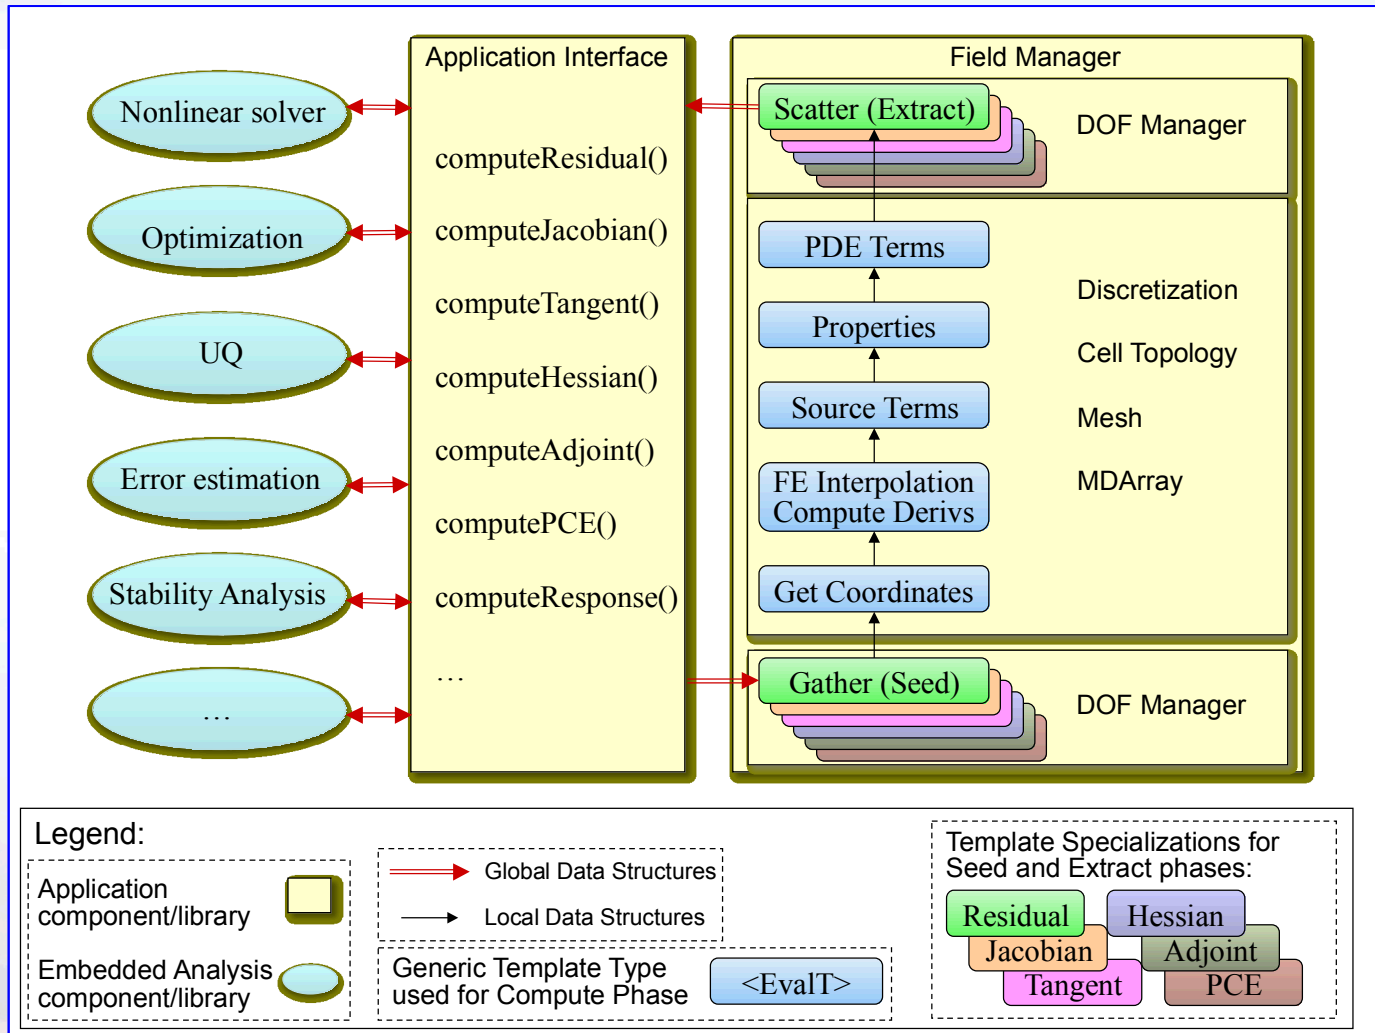 Application Interface
Field Manager
Nonlinear solver
Optimization
UQ
Error estimation
Stability Analysis
…
computeResidual()
computeJacobian()
computeTangent()
computeHessian()
computeAdjoint()
computePCE()
computeResponse()
…
Scatter (Extract)
DOF Manager
PDE Terms
Properties
Source Terms
FE Interpolation
Compute Derivs
Get Coordinates
Discretization
Cell Topology
Mesh
MDArray
Gather (Seed)
DOF Manager
Legend:
Application
component/library
Embedded Analysis
component/library
Global Data Structures
Local Data Structures
Generic Template Type
used for Compute Phase
<EvalT>
Template Specializations for
Seed and Extract phases:
Residual
Jacobian
Tangent
Hessian
Adjoint
PCE